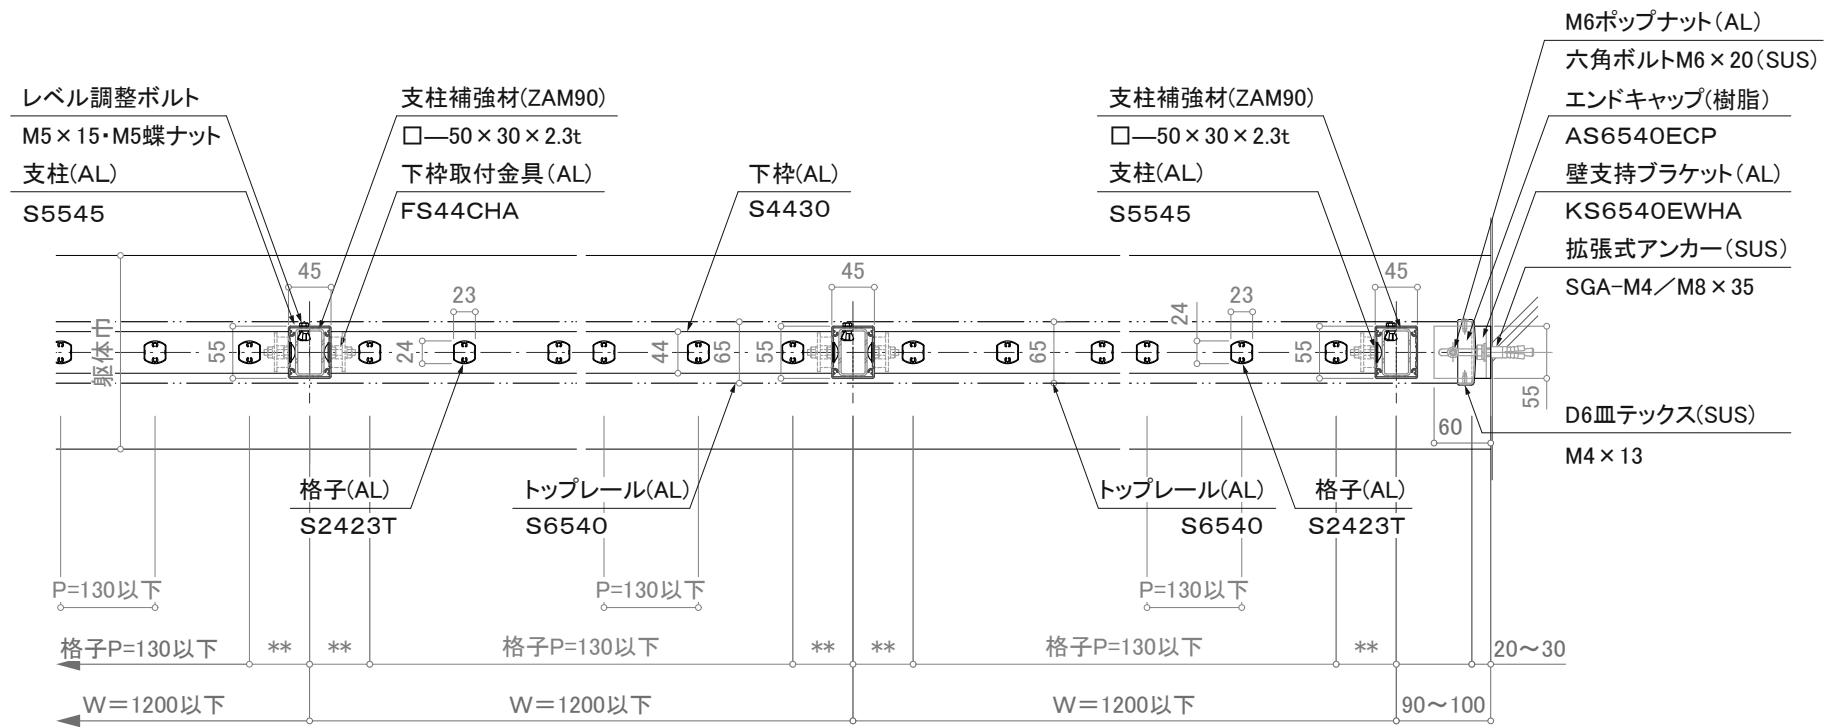 M6ポップナット(AL)
六角ボルトM6×20(SUS)
レベル調整ボルト
M5×15・M5蝶ナット
支柱(AL)
S5545
支柱補強材(ZAM90)
□―50×30×2.3t
下枠取付金具(AL)
FS44CHA
下枠(AL)
S4430
支柱補強材(ZAM90)
□―50×30×2.3t
支柱(AL)
S5545
エンドキャップ(樹脂)
AS6540ECP
壁支持ブラケット(AL)
KS6540EWHA
拡張式アンカー(SUS)
SGA-M4/M8×35
45
23
45
23
45
躯体巾
55
24
44
65
55
65
24
55
55
60
D6皿テックス(SUS)
M4×13
格子(AL)
S2423T
トップレール(AL)
S6540
トップレール(AL)
S6540
格子(AL)
S2423T
P=130以下
P=130以下
P=130以下
格子P=130以下
**
**
格子P=130以下
**
**
格子P=130以下
**
20~30
W=1200以下
W=1200以下
W=1200以下
90~100